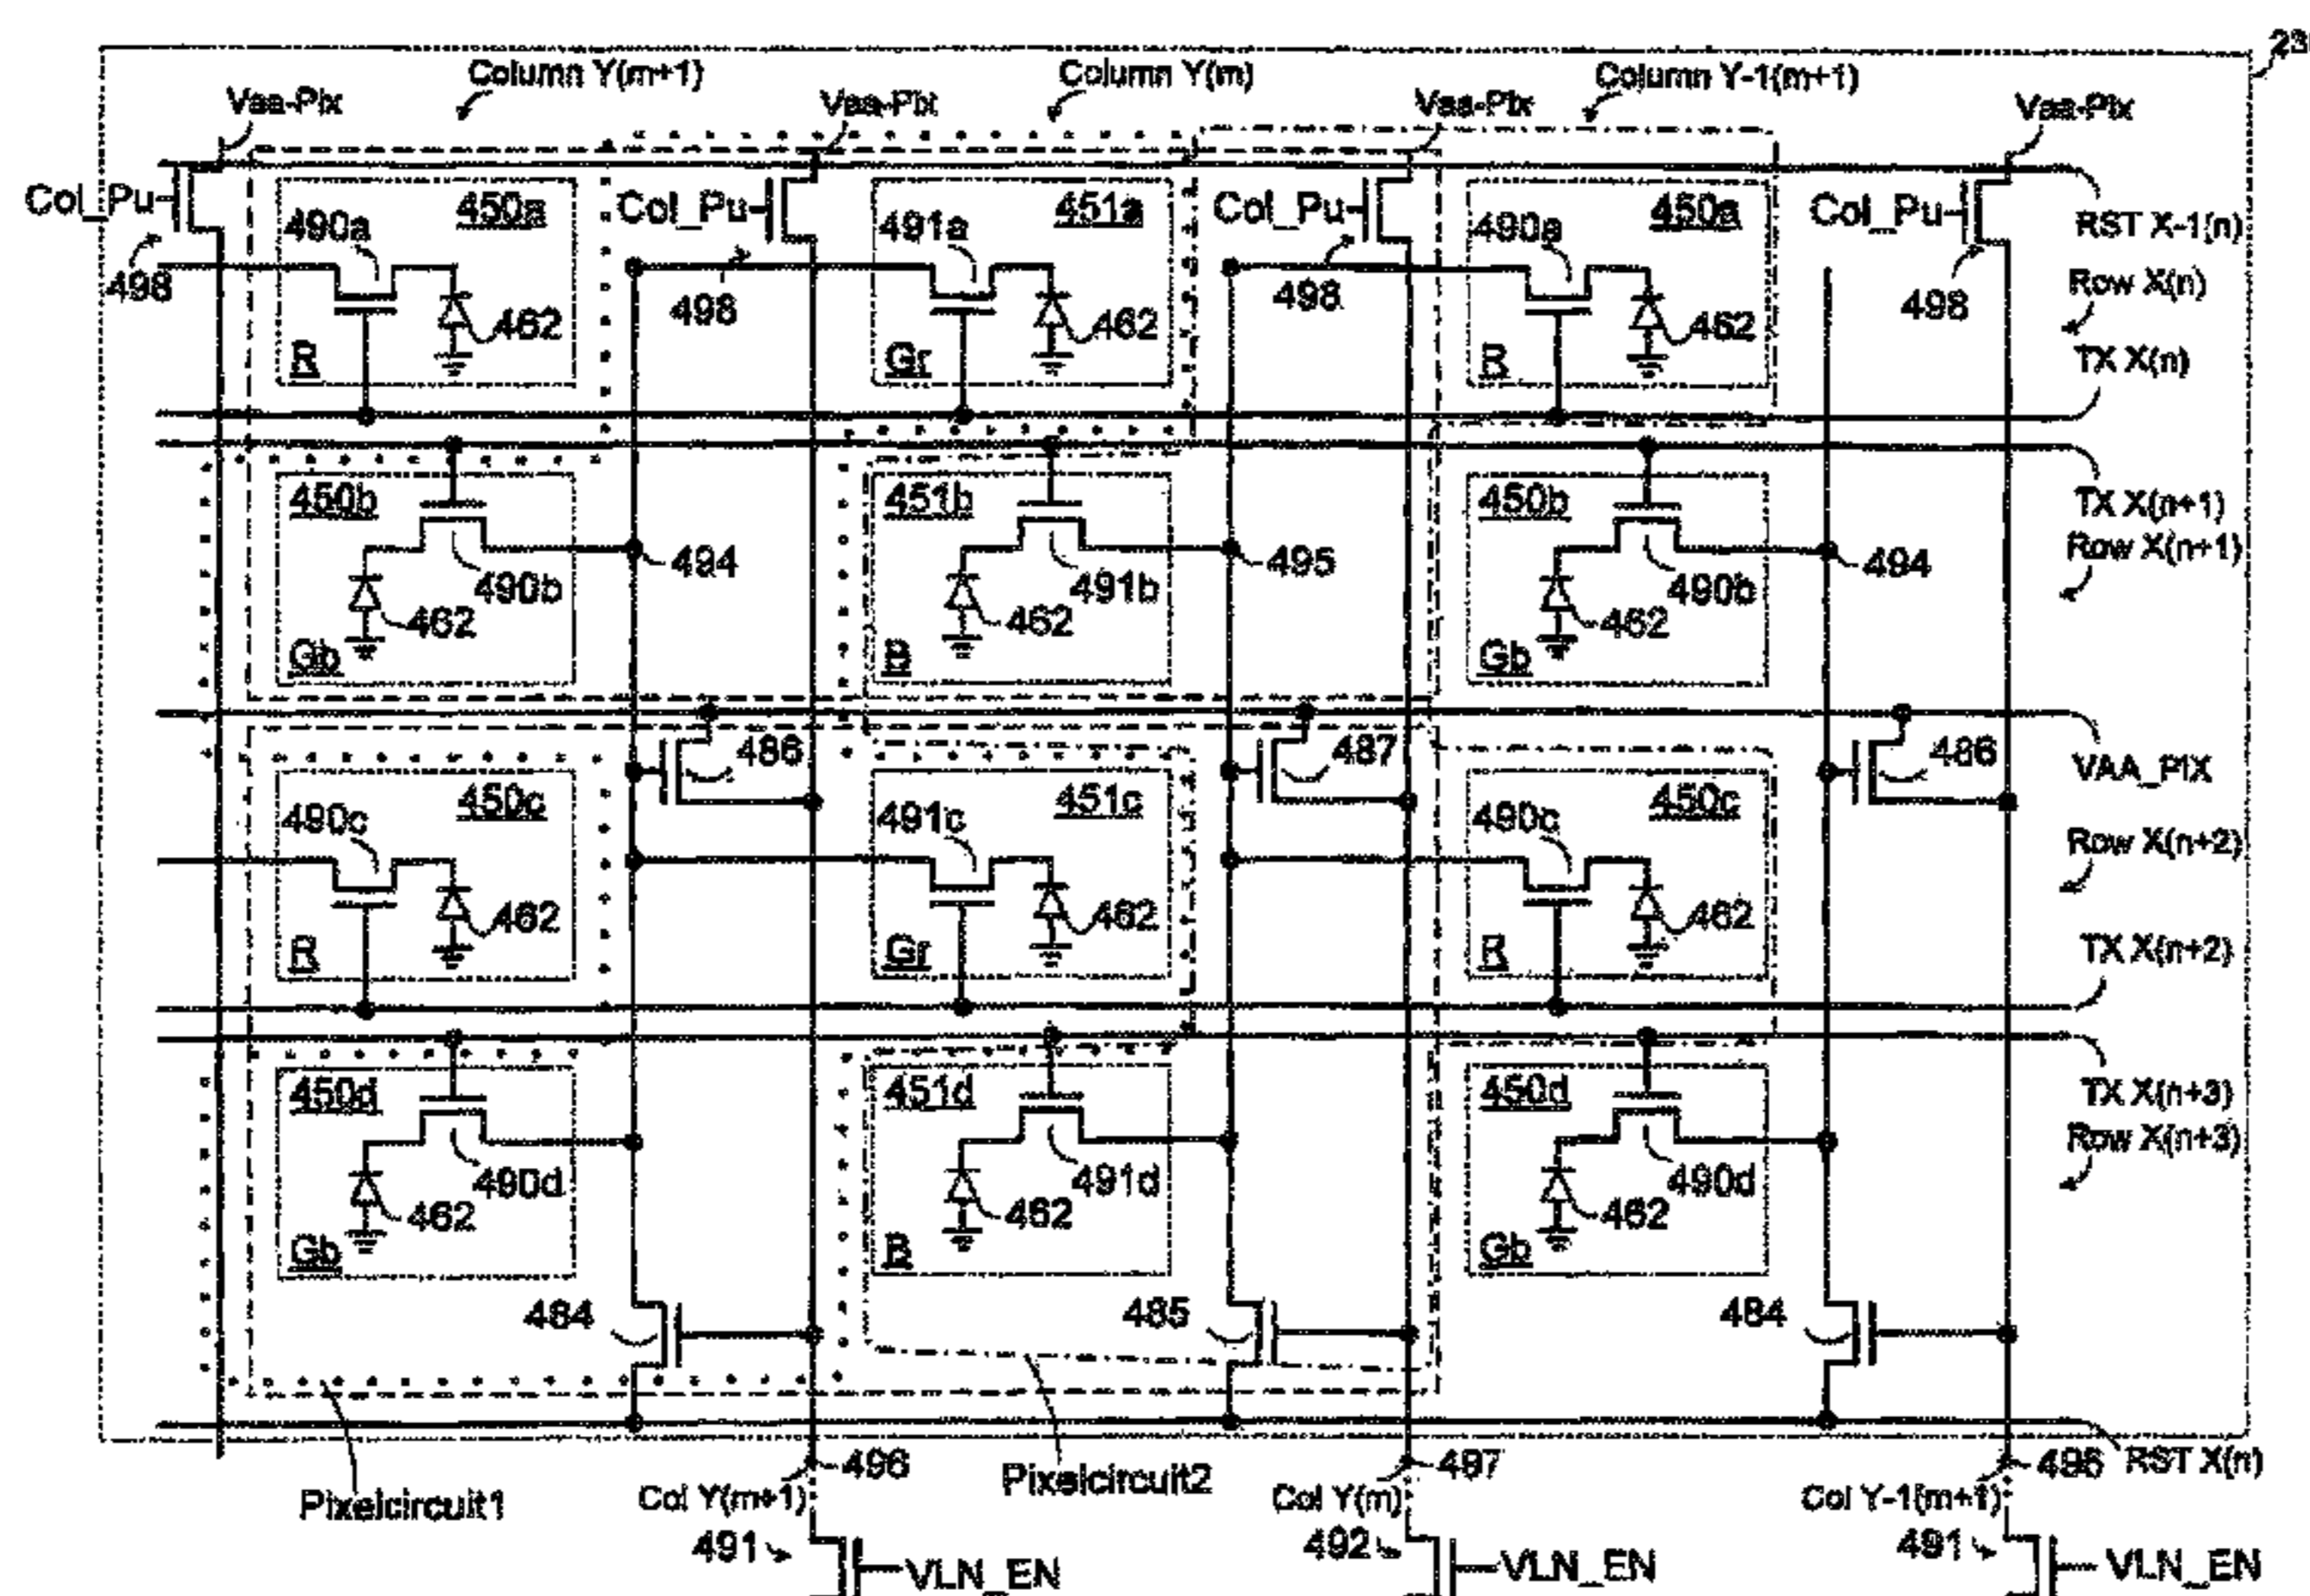 23
Column Y(m+1)
Column Y(m)
Column Y-1(m+1)
Vaa-Pix
Vaa-Pix
Vaa-Pix
Vaa-Pix
Col_Pu
490a
450a
Col_Pu
491a
451a
Col_Pu
490a
450a
Col_Pu
RST X-1(n)
498
462
498
462
498
462
498
Row X(n)
R
Gr
R
TX X(n)
450b
451b
450b
TX X(n+1)
490b
494
491b
495
490b
494
Row X(n+1)
462
462
462
Gb
B
Gb
486
487
486
VAA_PIX
490c
450c
491c
451c
490c
450c
Row X(n+2)
462
462
462
R
Gr
R
TX X(n+2)
450d
451d
450d
TX X(n+3)
490d
491d
490d
Row X(n+3)
462
462
462
Gb
B
Gb
484
485
484
496
497
RST X(n)
Pixelcircuit1
Col Y(m+1)
Pixelcircuit2
Col Y(m)
Col Y-1(m+1)
491
VLN_EN
492
VLN_EN
491
VLN_EN